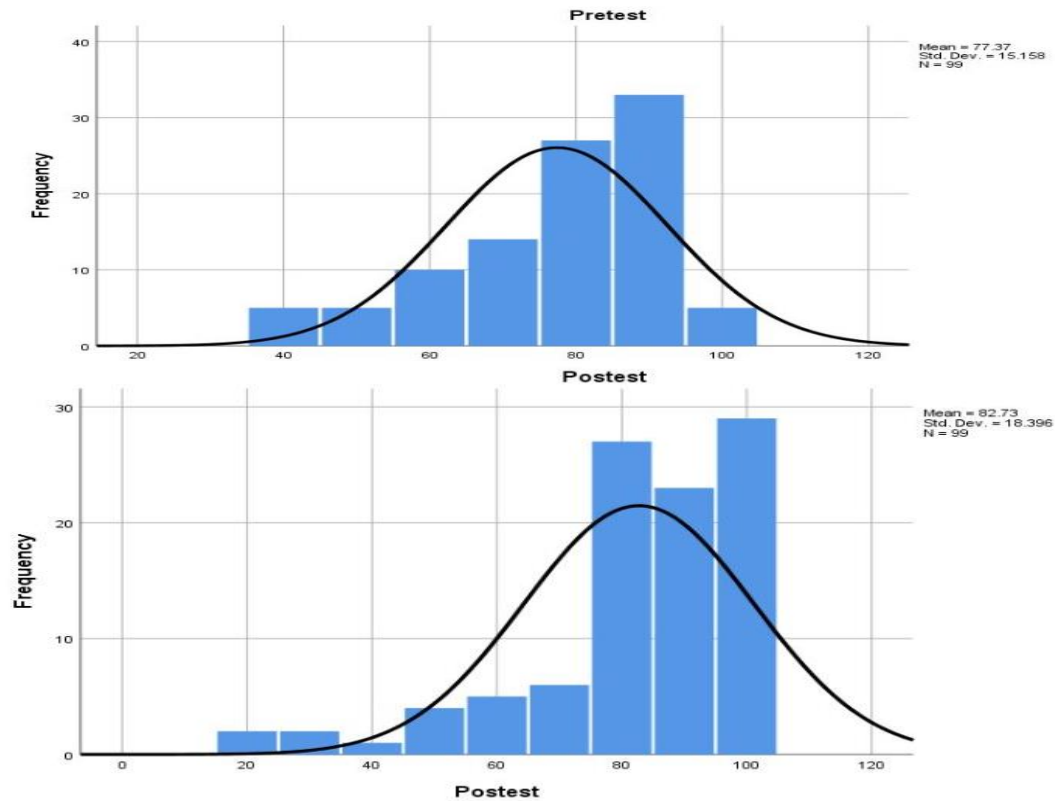 Pretest
Mean = 77.37
Std. Dev. = 15.158
N = 99
Frequency
40
30
20
10
0
20 40 60 80 100 120
Postest
Mean = 82.73
Std. Dev. = 18.396
N = 99
Frequency
30
20
10
0
0 20 40 60 80 100 120
Postest